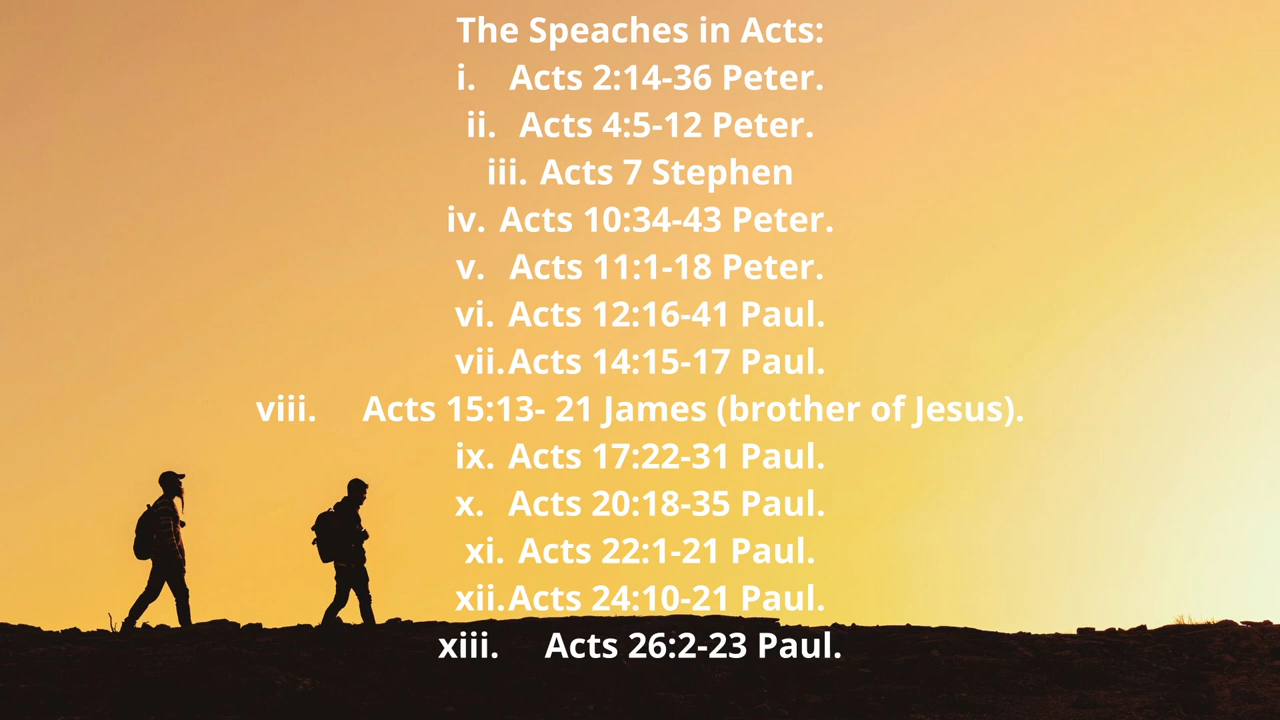 The Speaches in Acts:
i. Acts 2:14-36 Peter.
ii. Acts 4:5-12 Peter.
iii. Acts 7 Stephen
iv. Acts 10:34-43 Peter.
v. Acts 11:1-18 Peter.
vi. Acts 12:16-41 Paul.
vii.Acts 14:15-17 Paul.
viii. Acts 15:13- 21 James (brother of Jesus).
ix. Acts 17:22-31 Paul.
x. Acts 20:18-35 Paul.
xi. Acts 22:1-21 Paul.
xii.Acts 24:10-21 Paul.
xiii. Acts 26:2-23 Paul.